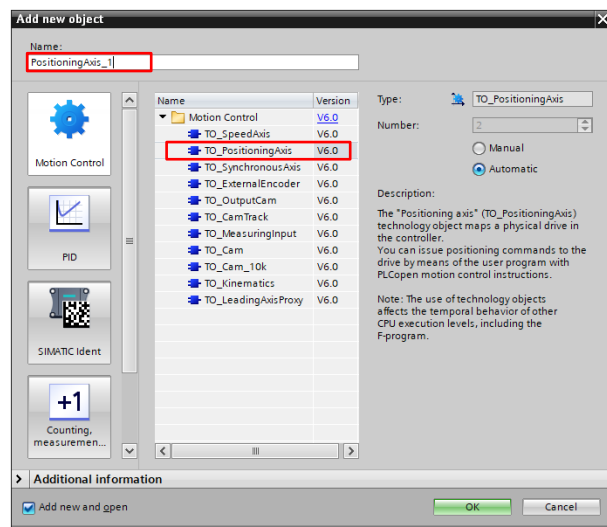 Add new object
Name:
PositioningAxis_1
Motion Control
PID
SIMATIC Ident
+1
Counting,
measuremen...
Name Version
Motion Control V6.0
TO_SpeedAxis V6.0
TO_PositioningAxis V6.0
TO_SynchronousAxis V6.0
TO_ExternalEncoder V6.0
TO_OutputCam V6.0
TO_CamTrack V6.0
TO_MeasuringInput V6.0
TO_Cam V6.0
TO_Cam_10k V6.0
TO_Kinematics V6.0
TO_LeadingAxisProxy V6.0
Type: TO_PositioningAxis
Number: 2
Manual
Automatic
Description:
The "Positioning axis" (TO_PositioningAxis)
technology object maps a physical drive in
the controller.
You can issue positioning commands to the
drive by means of the user program with
PLCopen motion control instructions.
Note: The use of technology objects
affects the temporal behavior of other
CPU execution levels, including the
F-program.
Additional information
Add new and open
OK Cancel